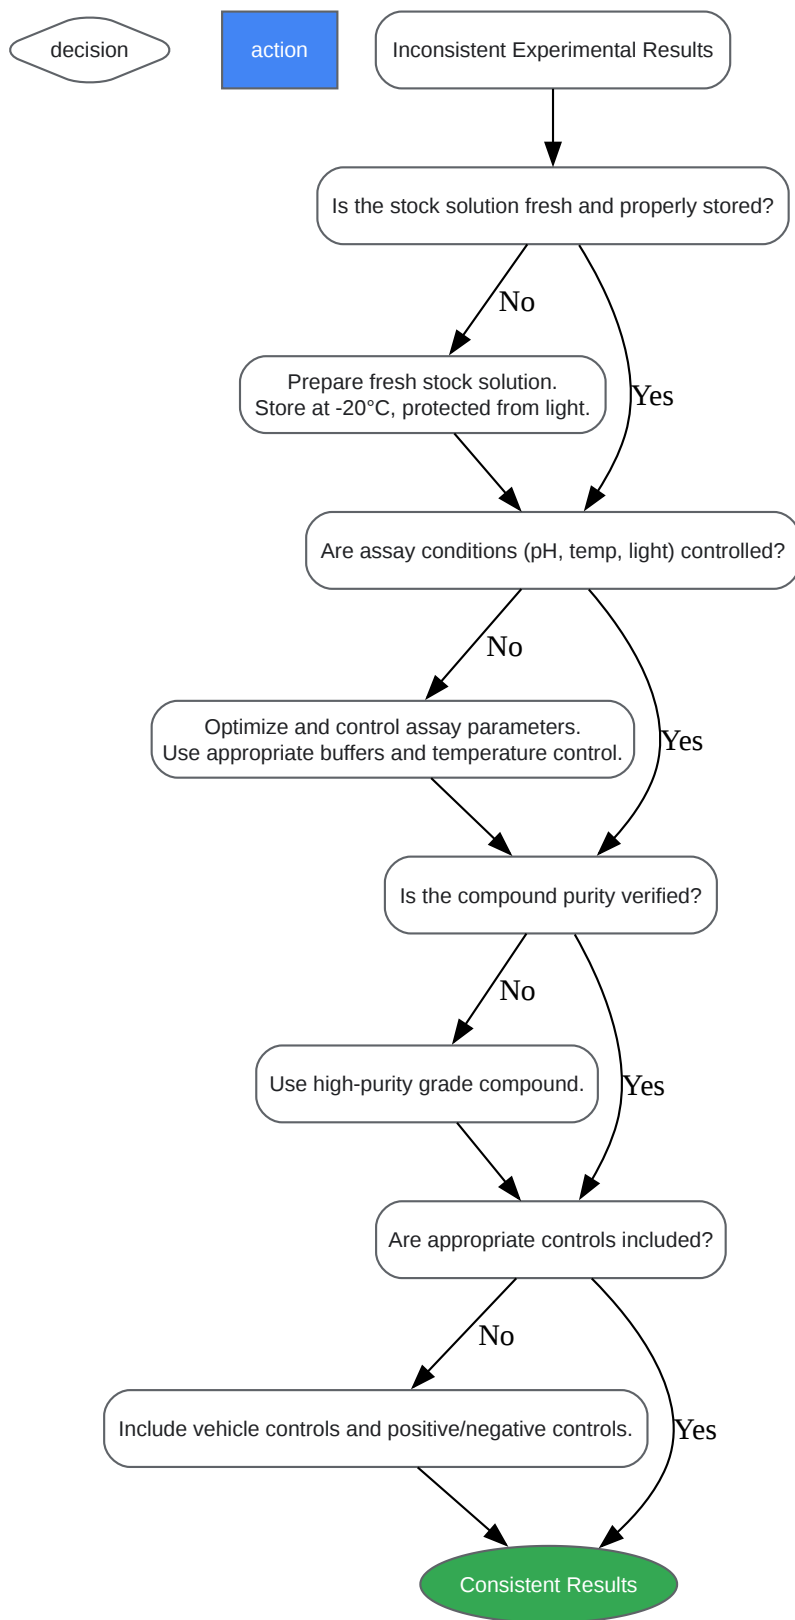 decision
action
Inconsistent Experimental Results
Is the stock solution fresh and properly stored?
No
Prepare fresh stock solution.
Store at -20°C, protected from light.
Yes
Are assay conditions (pH, temp, light) controlled?
No
Optimize and control assay parameters.
Use appropriate buffers and temperature control.
Yes
Is the compound purity verified?
No
Use high-purity grade compound.
Yes
Are appropriate controls included?
No
Include vehicle controls and positive/negative controls.
Yes
Consistent Results